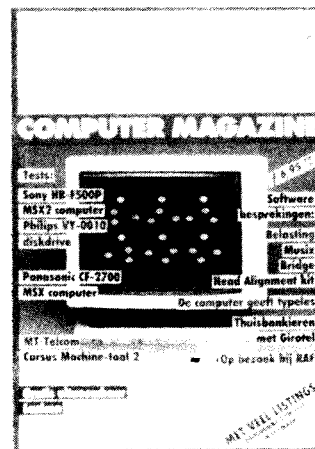 COMPUTER MAGAZINE
Tests:
Sony HB-F500P
MSX2 computer
Philips VY-0010
diskdrive
Panasonic CF-2700
MSX computer
MT Telcom
Cursus Machine-taal 2
Software
besprekingen:
Belasting
Musix
Bridge
Head Alignment Kit
De computer geeft typeles
Thuisbankieren
met Girotel
Op bezoek bij RAF
MET VEEL LISTINGS